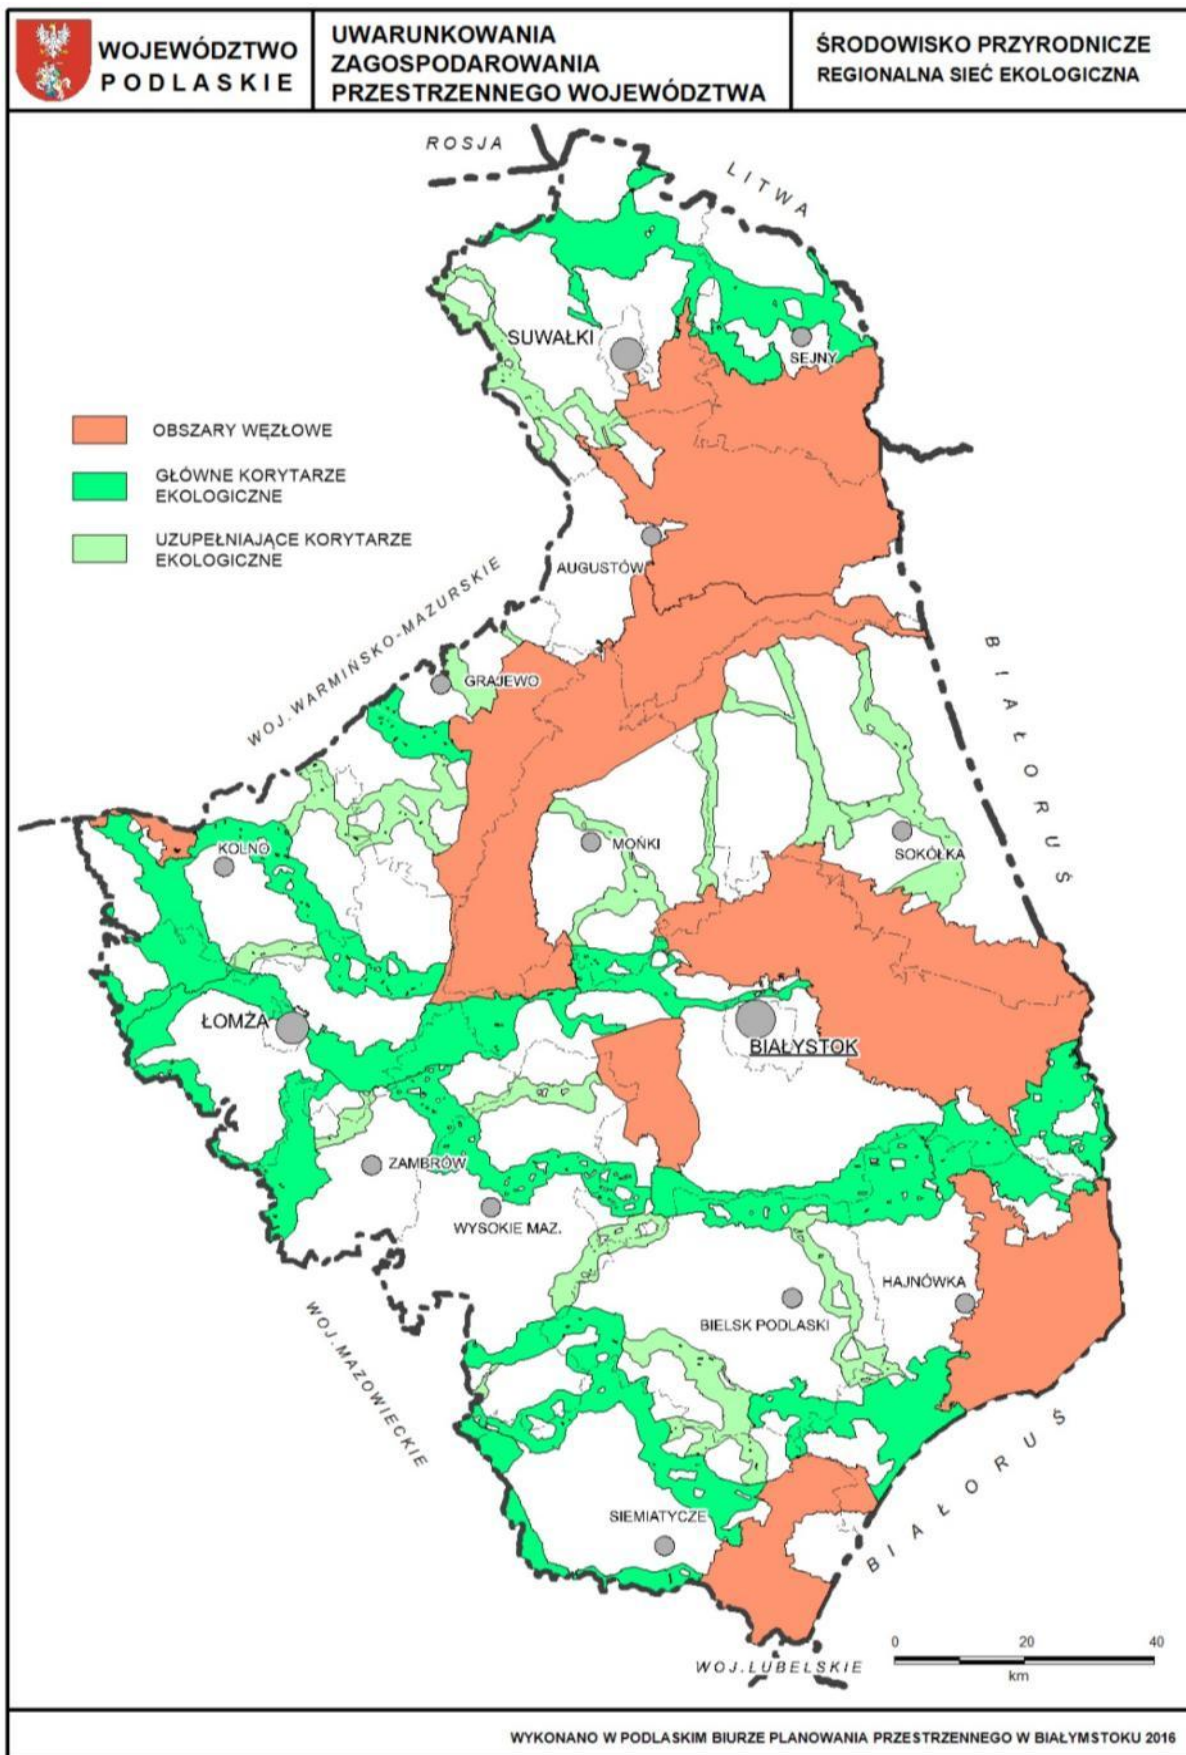 WOJEWÓDZTWO
PODLASKIE
UWARUNKOWANIA
ZAGOSPODAROWANIA
PRZESTRZENNEGO WOJEWÓDZTWA
ŚRODOWISKO PRZYRODNICZE
REGIONALNA SIEĆ EKOLOGICZNA
ROSJA
LITWA
SUWAŁKI
SEJNY
OBSZARY WĘZŁOWE
GŁÓWNE KORYTARZE
EKOLOGICZNE
UZUPEŁNIAJĄCE KORYTARZE
EKOLOGICZNE
AUGUSTÓW
WOJ. WARMIŃSKO-MAZURSKIE
BIAŁORUŚ
GRAJEWO
KOLNO
MOŃKI
SOKÓŁKA
ŁOMŻA
BIAŁYSTOK
ZAMBRÓW
WYSOKIE MAZ.
HAJNÓWKA
BIELSK PODLASKI
WOJ. MAZOWIECKIE
SIEMIATYCZE
BIAŁORUŚ
WOJ. LUBELSKIE
0 20 40
km
WYKONANO W PODLASKIM BIURZE PLANOWANIA PRZESTRZENNEGO W BIAŁYMSTOKU 2016